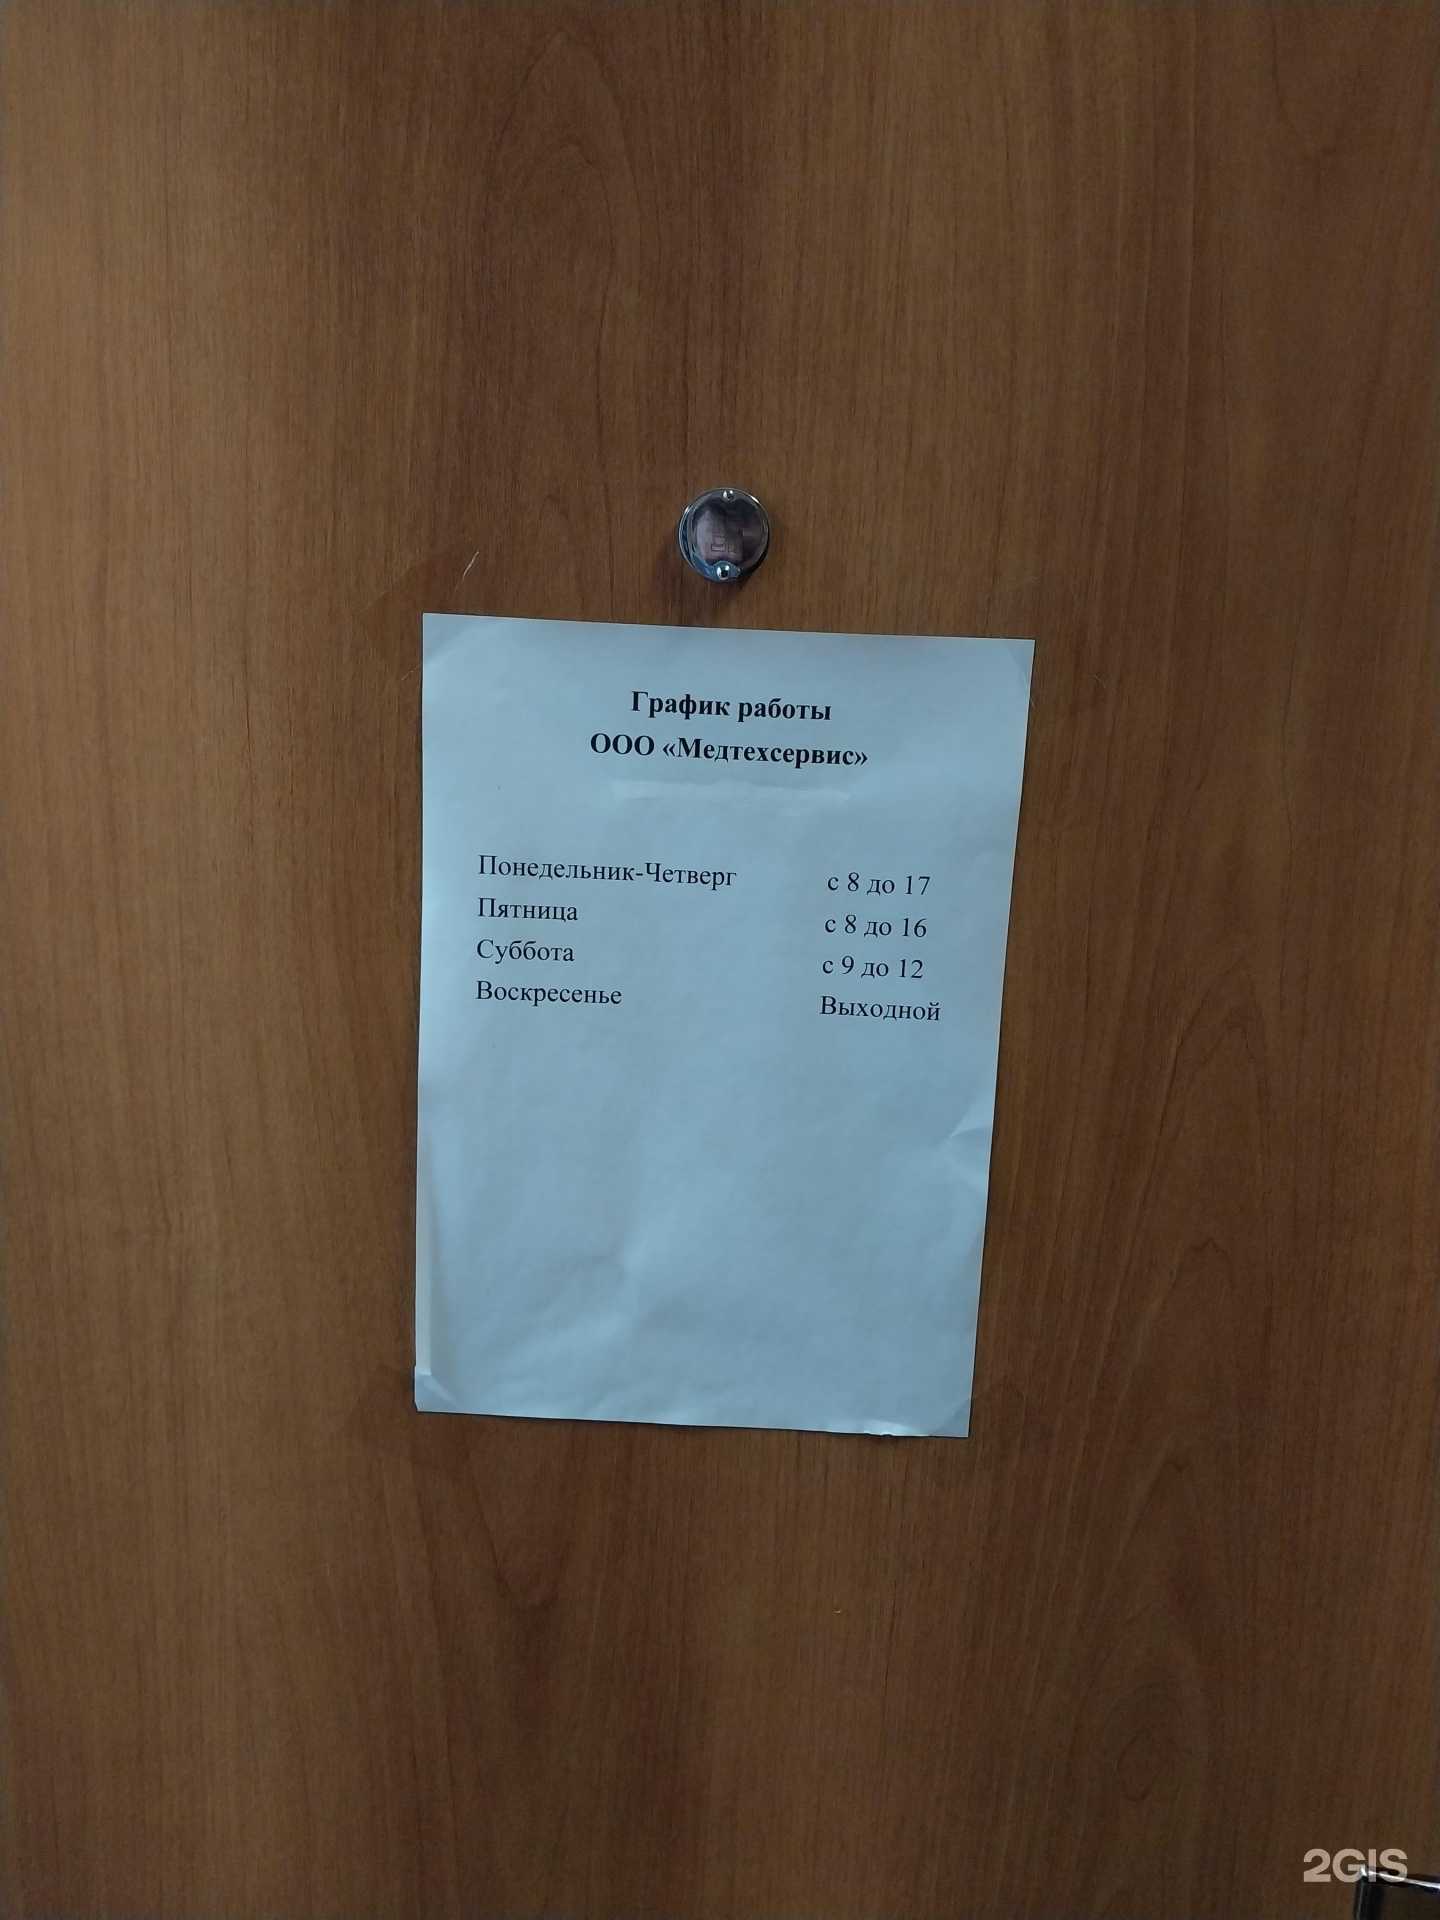 График работы
ООО «Медтехсервис»
Понедельник-Четверг с 8 до 17
Пятница с 8 до 16
Суббота с 9 до 12
Воскресенье Выходной
2GIS